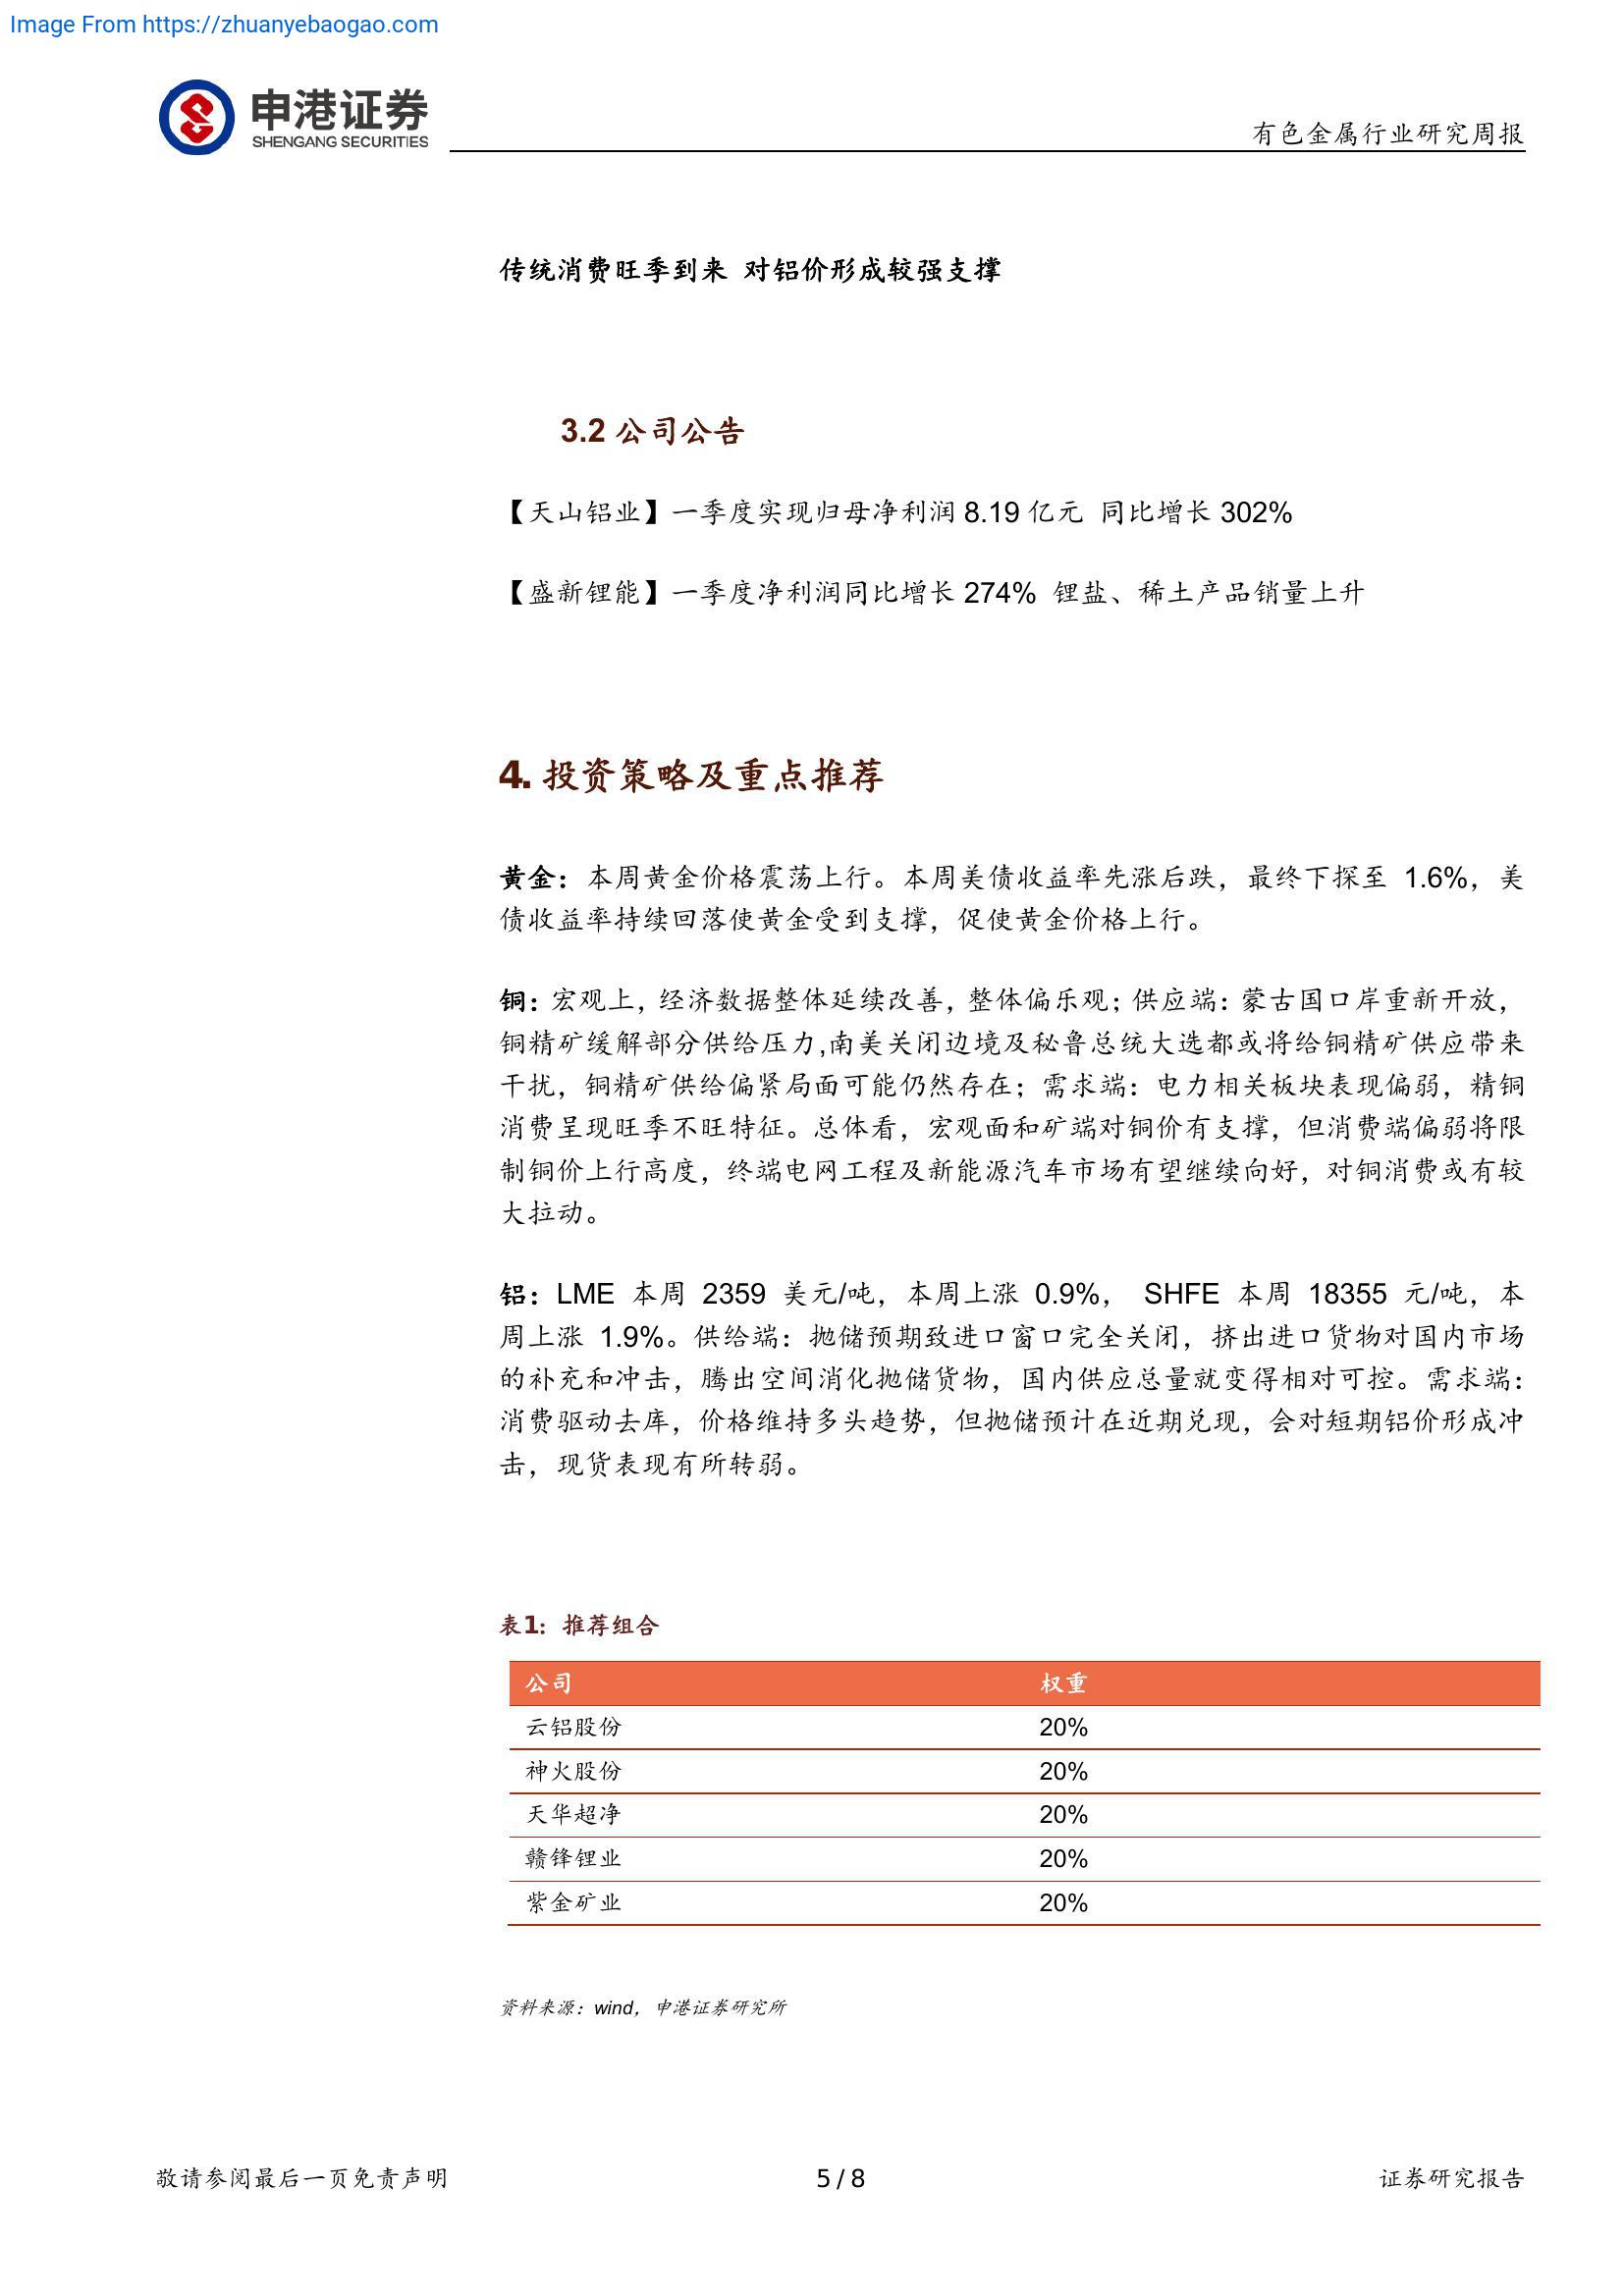 Image From https://zhuanyebaogao.com
申港证券
SHENGANG SECURITIES
有色金属行业研究周报
传统消费旺季到来 对铝价形成较强支撑
3.2 公司公告
【天山铝业】一季度实现归母净利润 8.19 亿元 同比增长 302%
【盛新锂能】一季度净利润同比增长 274% 锂盐、稀土产品销量上升
4. 投资策略及重点推荐
黄金：本周黄金价格震荡上行。本周美债收益率先涨后跌，最终下探至 1.6%，美
债收益率持续回落使黄金受到支撑，促使黄金价格上行。
铜：宏观上，经济数据整体延续改善，整体偏乐观；供应端：蒙古国口岸重新开放，
铜精矿缓解部分供给压力,南美关闭边境及秘鲁总统大选都或将给铜精矿供应带来
干扰，铜精矿供给偏紧局面可能仍然存在；需求端：电力相关板块表现偏弱，精铜
消费呈现旺季不旺特征。总体看，宏观面和矿端对铜价有支撑，但消费端偏弱将限
制铜价上行高度，终端电网工程及新能源汽车市场有望继续向好，对铜消费或有较
大拉动。
铝：LME 本周 2359 美元/吨，本周上涨 0.9%， SHFE 本周 18355 元/吨，本
周上涨 1.9%。供给端：抛储预期致进口窗口完全关闭，挤出进口货物对国内市场
的补充和冲击，腾出空间消化抛储货物，国内供应总量就变得相对可控。需求端：
消费驱动去库，价格维持多头趋势，但抛储预计在近期兑现，会对短期铝价形成冲
击，现货表现有所转弱。
表1：推荐组合
公司 权重
云铝股份 20%
神火股份 20%
天华超净 20%
赣锋锂业 20%
紫金矿业 20%
资料来源：wind，申港证券研究所
敬请参阅最后一页免责声明 5 / 8 证券研究报告